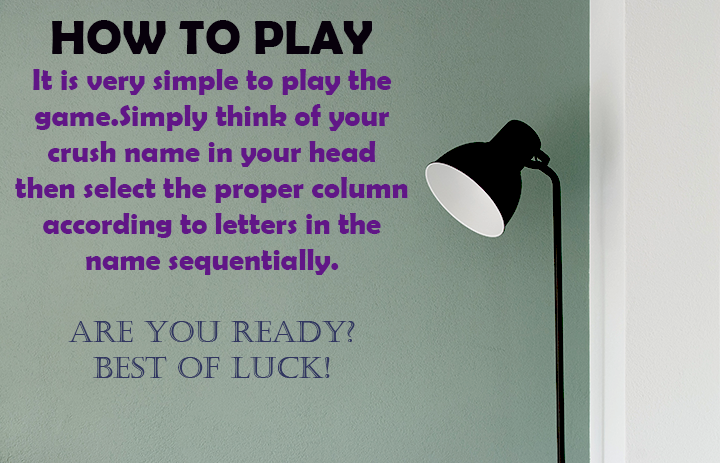 HOW TO PLAY
It is very simple to play the
game.Simply think of your
crush name in your head
then select the proper column
according to letters in the
name sequentially.
ARE YOU READY?
BEST OF LUCK!